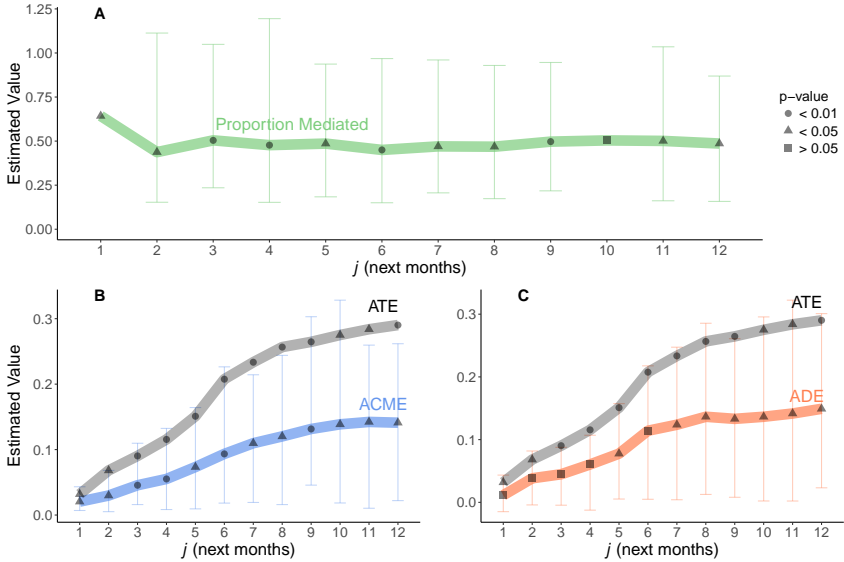 A
1.25
1.00
0.75
0.50
0.25
0.00
Estimated Value
Proportion Mediated
1 2 3 4 5 6 7 8 9 10 11 12
j (next months)
p−value
< 0.01
< 0.05
> 0.05
B
0.3
0.2
0.1
0.0
Estimated Value
ATE
ACME
1 2 3 4 5 6 7 8 9 10 11 12
j (next months)
C
0.3
0.2
0.1
0.0
Estimated Value
ATE
ADE
1 2 3 4 5 6 7 8 9 10 11 12
j (next months)